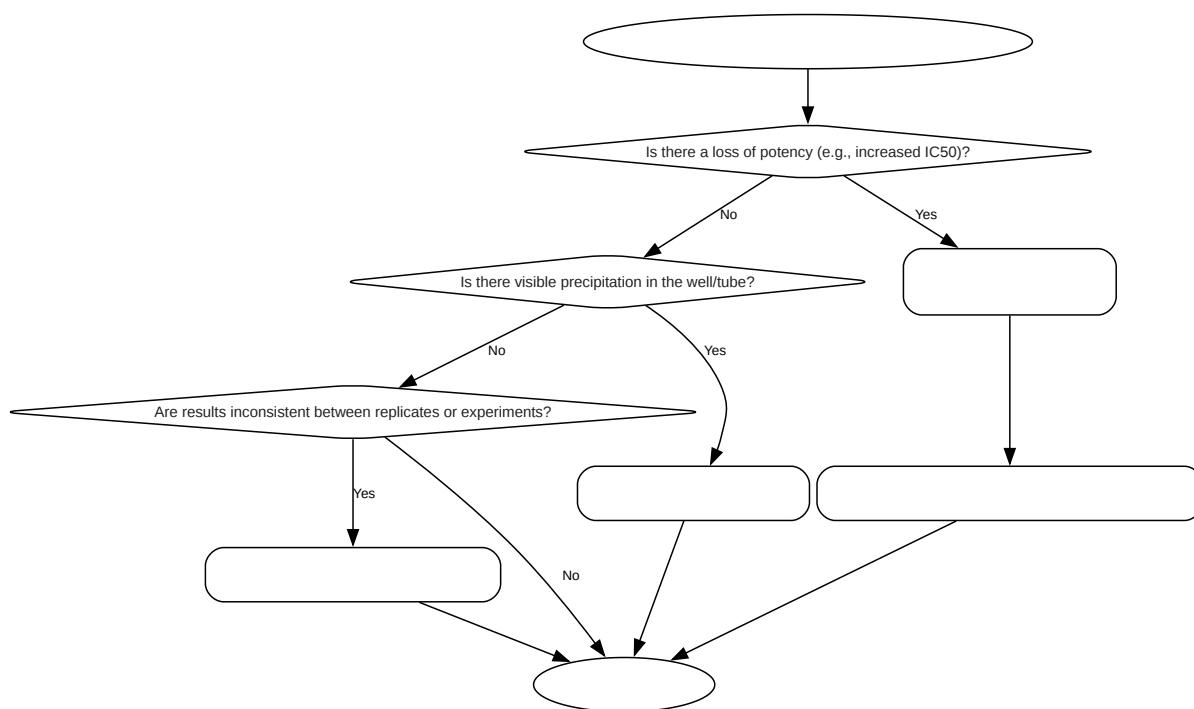 Is there a loss of potency (e.g., increased IC50)?
No
Yes
Is there visible precipitation in the well/tube?
No
Yes
Are results inconsistent between replicates or experiments?
Yes
No